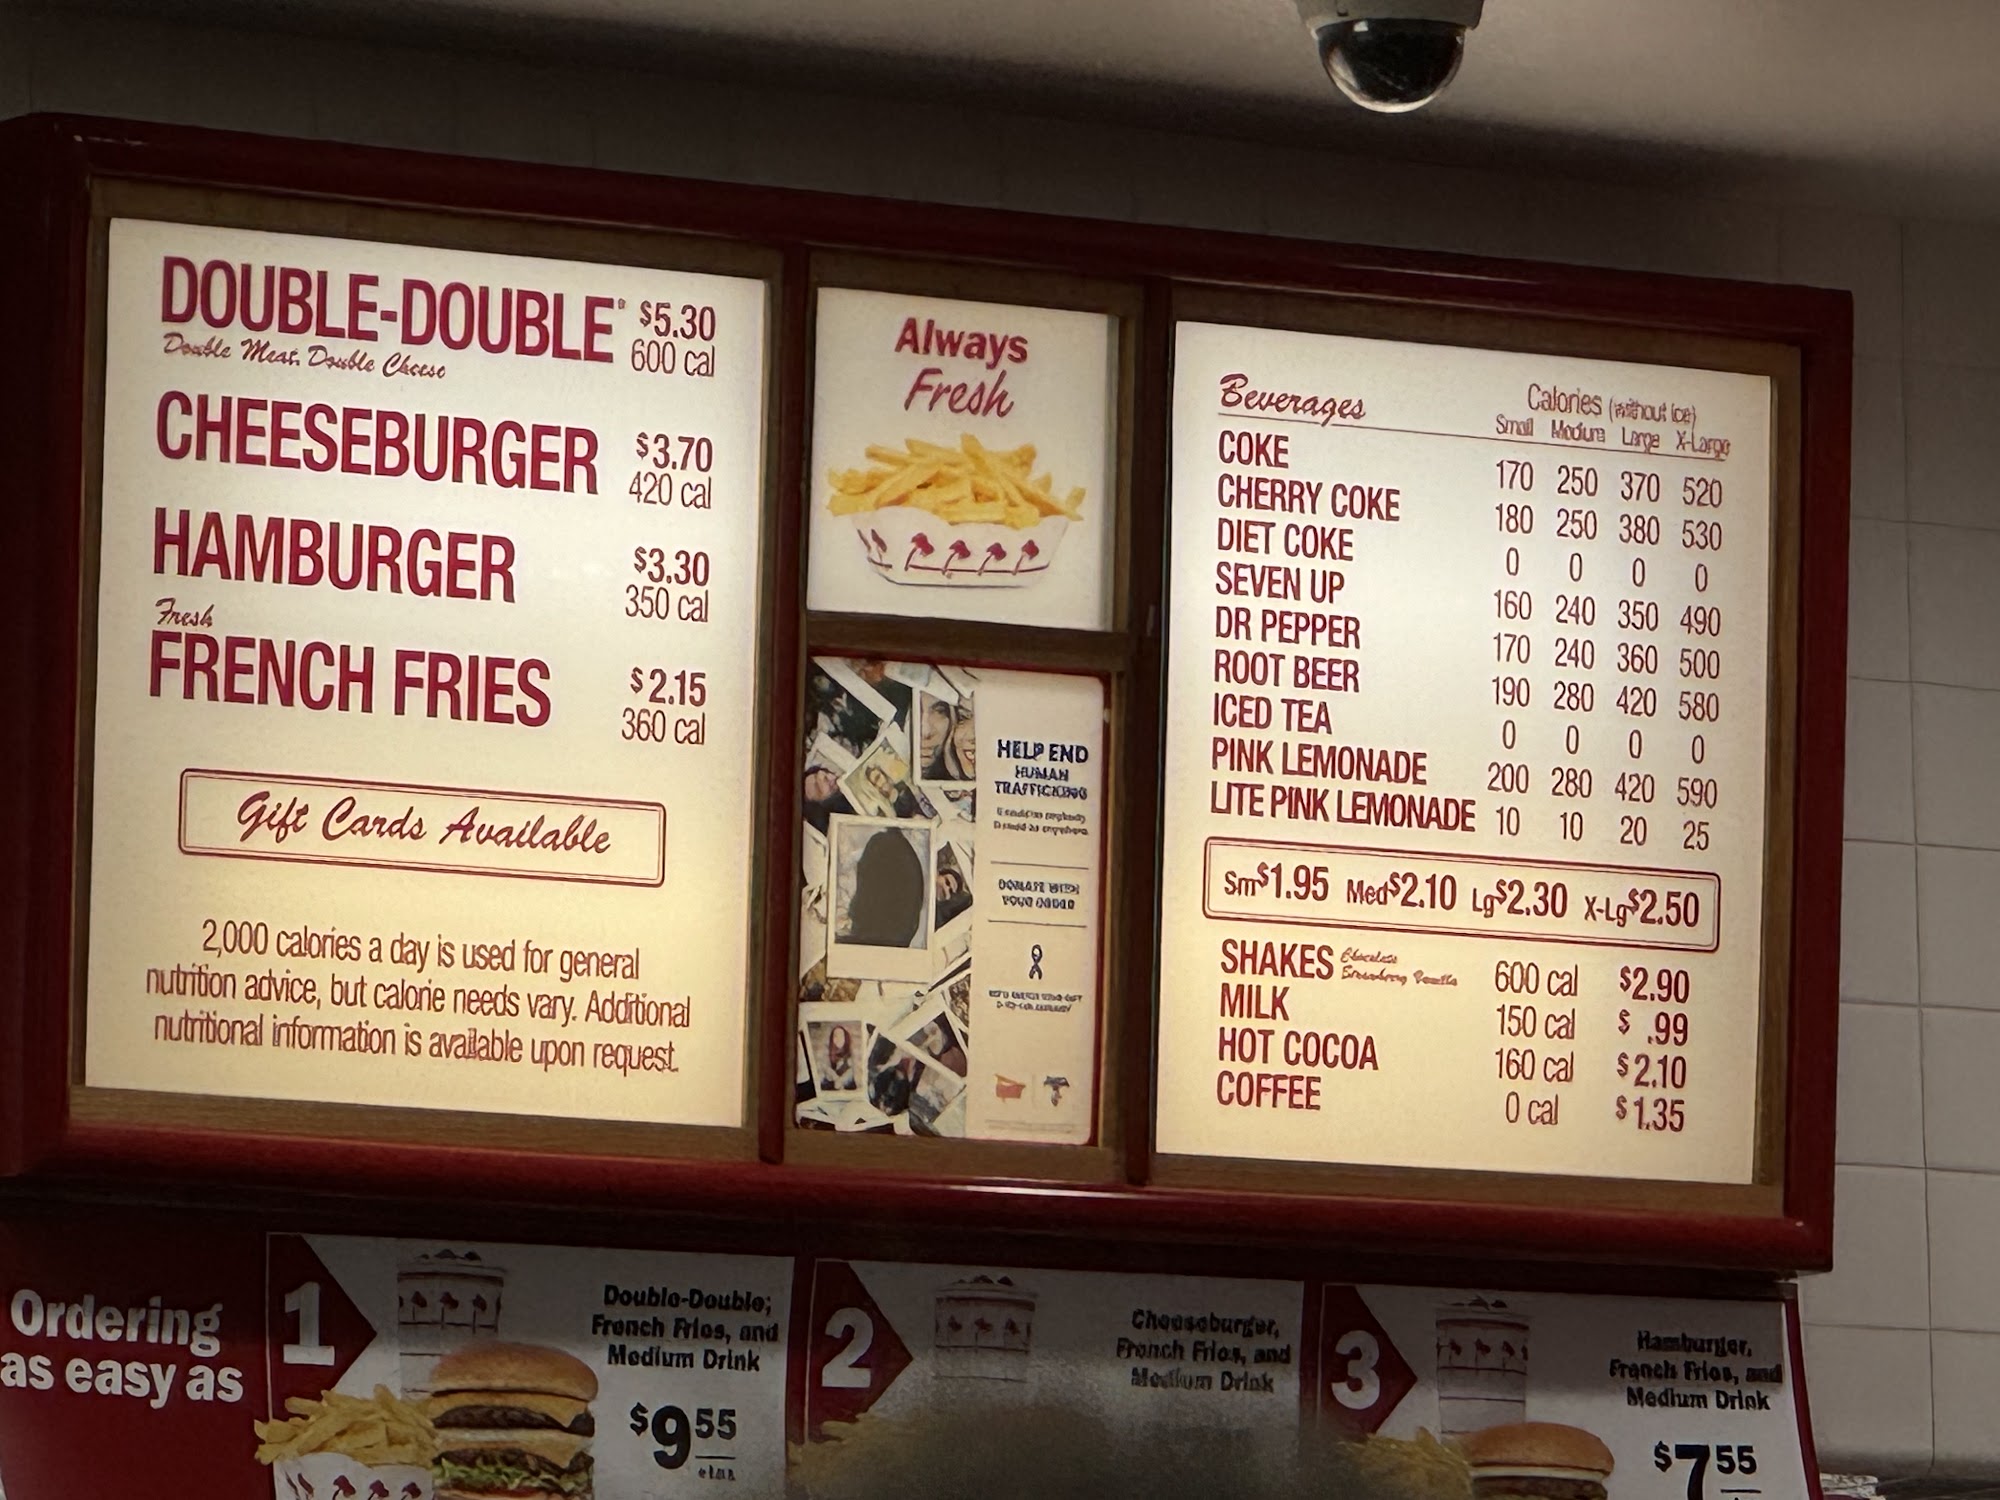 DOUBLE-DOUBLE® $5.30
Double Meat, Double Cheese 600 cal
CHEESEBURGER $3.70
420 cal
HAMBURGER $3.30
350 cal
Fresh
FRENCH FRIES $2.15
360 cal
Gift Cards Available
2,000 calories a day is used for general
nutrition advice, but calorie needs vary. Additional
nutritional information is available upon request.
Always
Fresh
HELP END
HUMAN
TRAFFICKING
DONATE WITH
YOUR ORDER
Beverages Calories (without ice)
Small Medium Large X-Large
COKE 170 250 370 520
CHERRY COKE 180 250 380 530
DIET COKE 0 0 0 0
SEVEN UP 160 240 350 490
DR PEPPER 170 240 360 500
ROOT BEER 190 280 420 580
ICED TEA 0 0 0 0
PINK LEMONADE 200 280 420 590
LITE PINK LEMONADE 10 10 20 25
Sm$1.95 Med$2.10 Lg$2.30 X-Lg$2.50
SHAKES Chocolate Strawberry Vanilla 600 cal $2.90
MILK 150 cal $ .99
HOT COCOA 160 cal $2.10
COFFEE 0 cal $1.35
Ordering
as easy as
1
Double-Double,
French Fries, and
Medium Drink
$9.55
2
Cheeseburger,
French Fries, and
Medium Drink
3
Hamburger,
French Fries, and
Medium Drink
$7.55